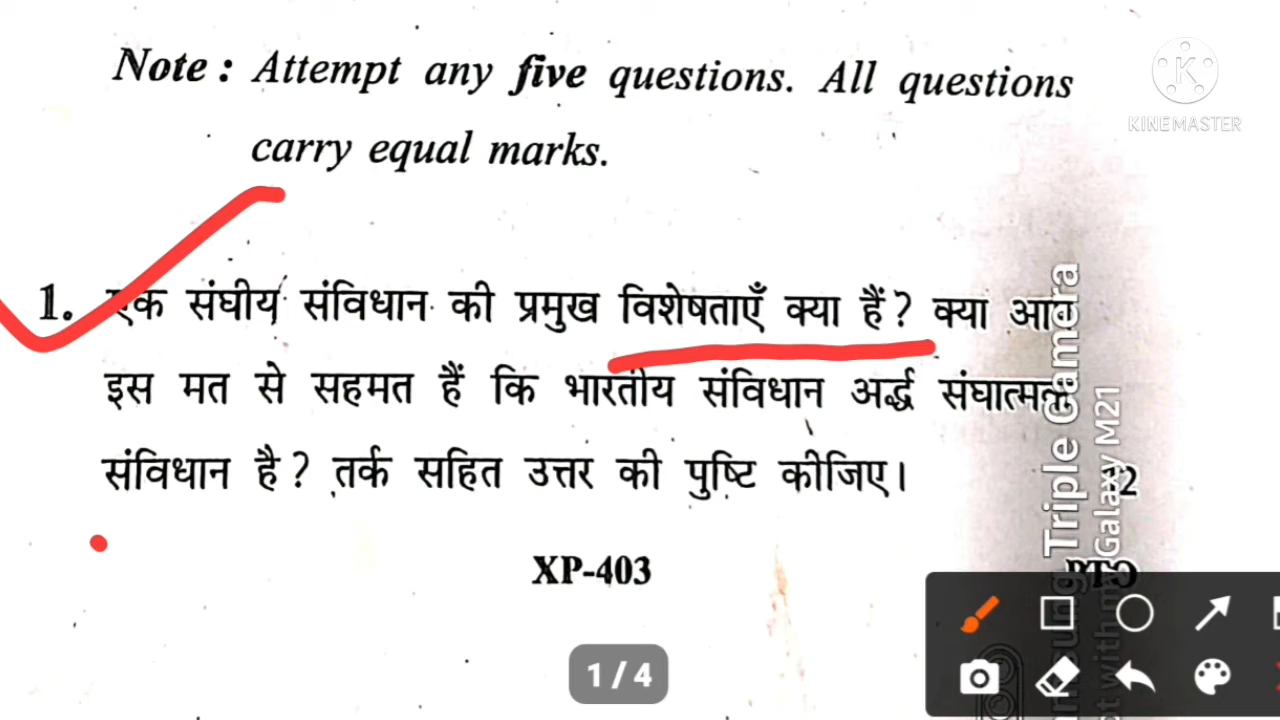 Note : Attempt any five questions. All questions
carry equal marks.
KINEMASTER
1. एक संघीय संविधान की प्रमुख विशेषताएँ क्या हैं? क्या आप
इस मत से सहमत हैं कि भारतीय संविधान अर्द्ध संघात्मक
संविधान है? तर्क सहित उत्तर की पुष्टि कीजिए। 12
XP-403
PTO
1 / 4
Triple Camera
Galaxy M21